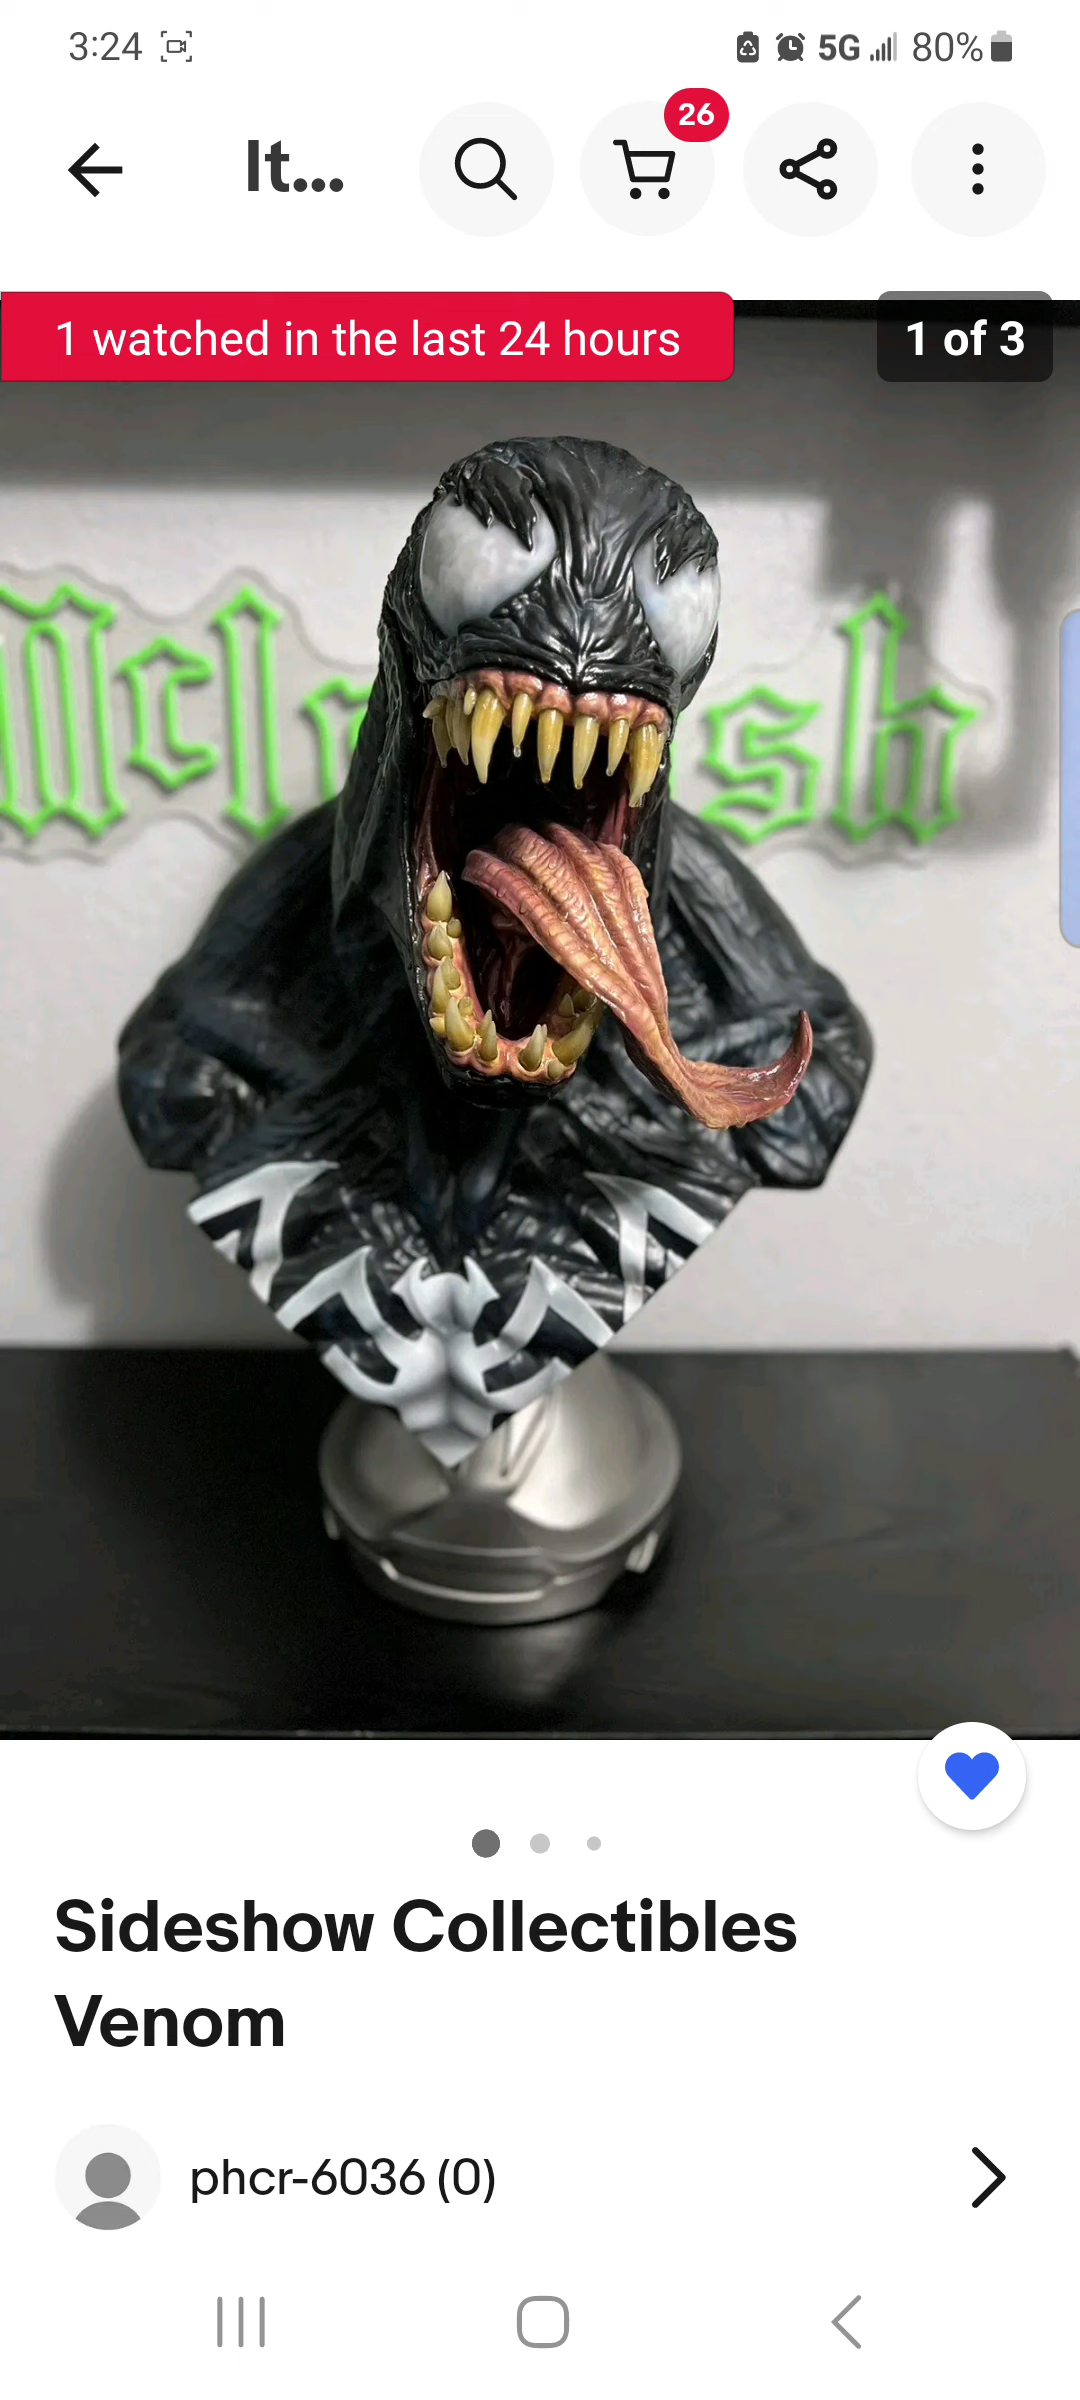 3:24 5G 80%
It... 26
1 watched in the last 24 hours
1 of 3
Sideshow Collectibles
Venom
phcr-6036 (0)